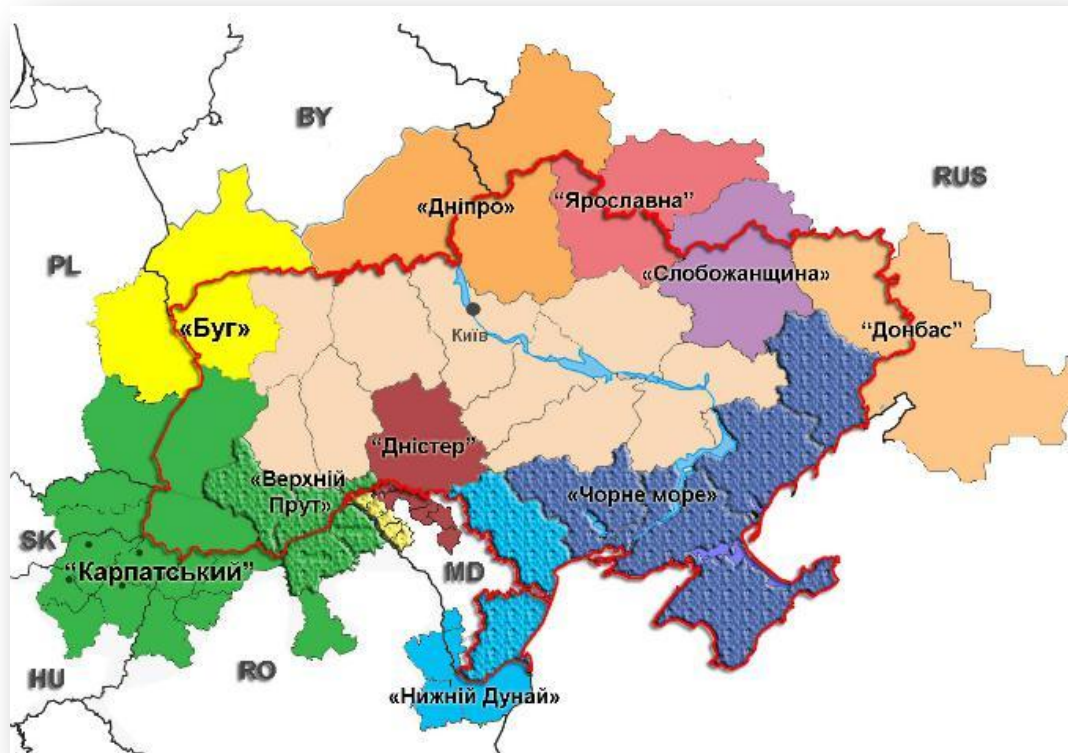 BY
RUS
«Дніпро»
“Ярославна”
PL
«Слобожанщина»
«Буг»
“Донбас”
Київ
“Дністер”
«Верхній
Прут»
«Чорне море»
SK
“Карпатський”
MD
HU
RO
«Нижній Дунай»